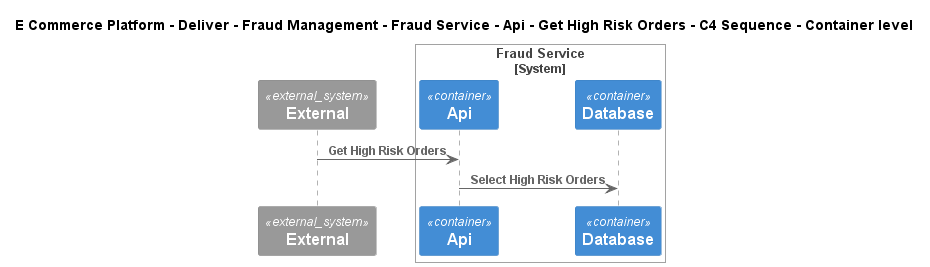 E Commerce Platform - Deliver - Fraud Management - Fraud Service - Api - Get High Risk Orders - C4 Sequence - Container level
Fraud Service
[System]
«external_system» «container» «container»
External Api Database
Get High Risk Orders
Select High Risk Orders
«external_system» «container» «container»
External Api Database